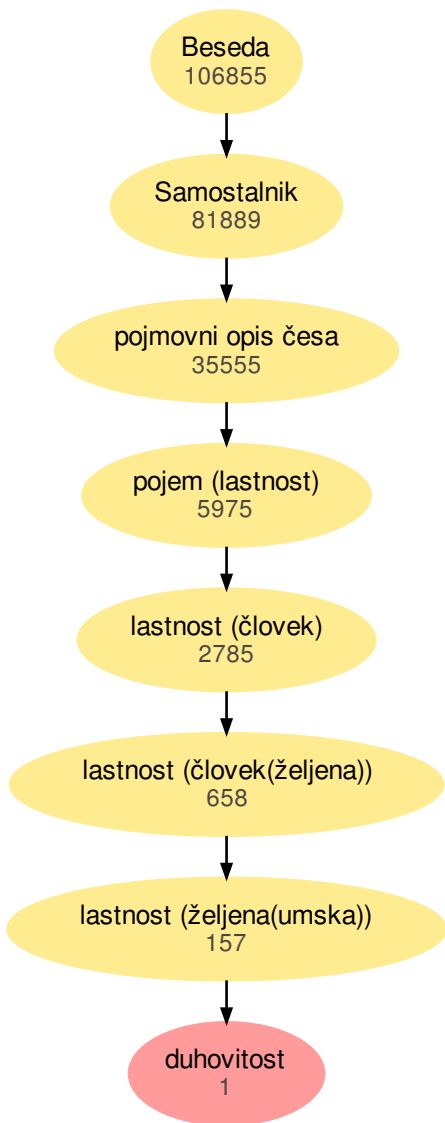 Beseda
106855
Samostalnik
81889
pojmovni opis česa
35555
pojem (lastnost)
5975
lastnost (človek)
2785
lastnost (človek(željena))
658
lastnost (željena(umska))
157
duhovitost
1